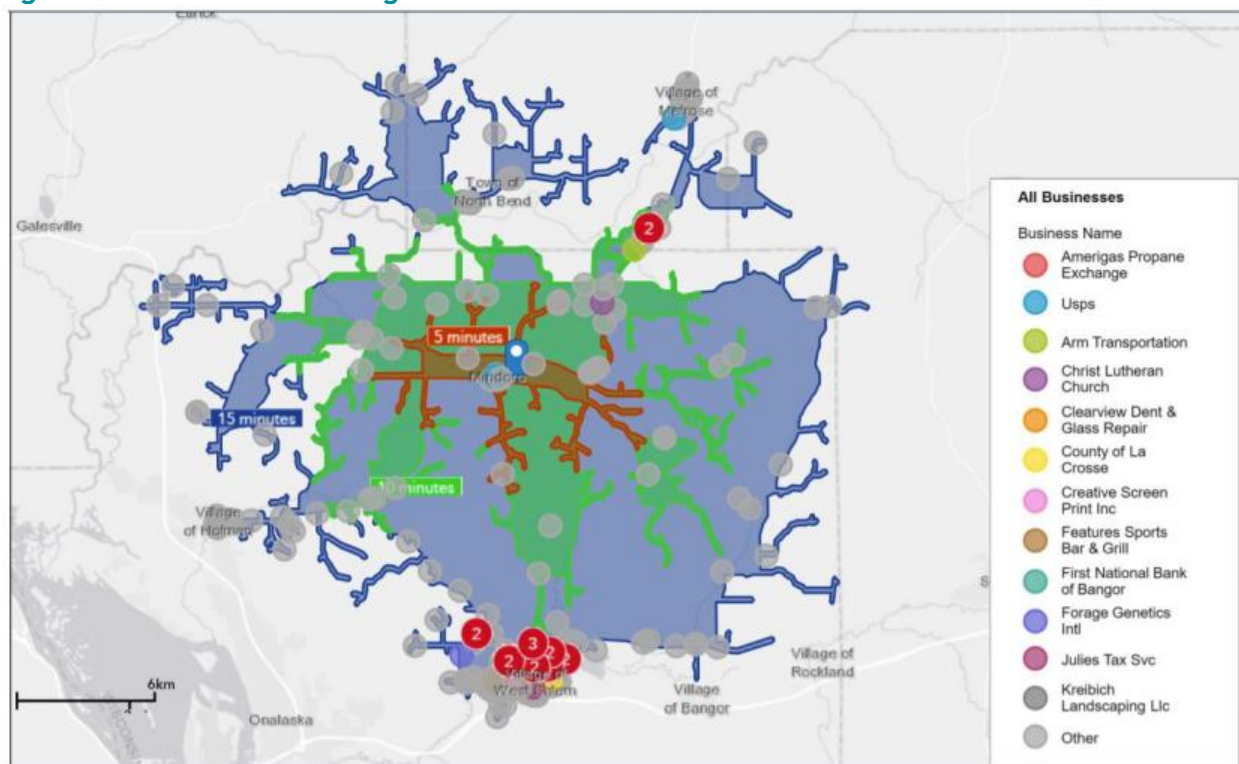 Village of
Melrose
Town of
North Bend
Galesville
2
5 minutes
Mindoro
15 minutes
10 minutes
Village
of Holmen
2
3
2
2
2
2
Village of
West Salem
Village of
Rockland
Village
of Bangor
Onalaska
6km
All Businesses
Business Name
Amerigas Propane
Exchange
Usps
Arm Transportation
Christ Lutheran
Church
Clearview Dent &
Glass Repair
County of La
Crosse
Creative Screen
Print Inc
Features Sports
Bar & Grill
First National Bank
of Bangor
Forage Genetics
Intl
Julies Tax Svc
Kreibich
Landscaping Llc
Other